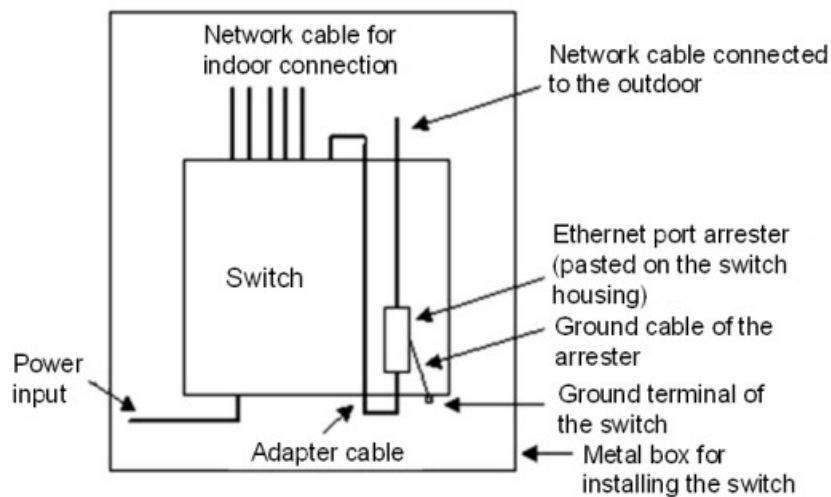 Network cable for
indoor connection
Network cable connected
to the outdoor
Switch
Ethernet port arrester
(pasted on the switch
housing)
Ground cable of the
arrester
Power
input
Ground terminal of
the switch
Adapter cable
Metal box for
installing the switch